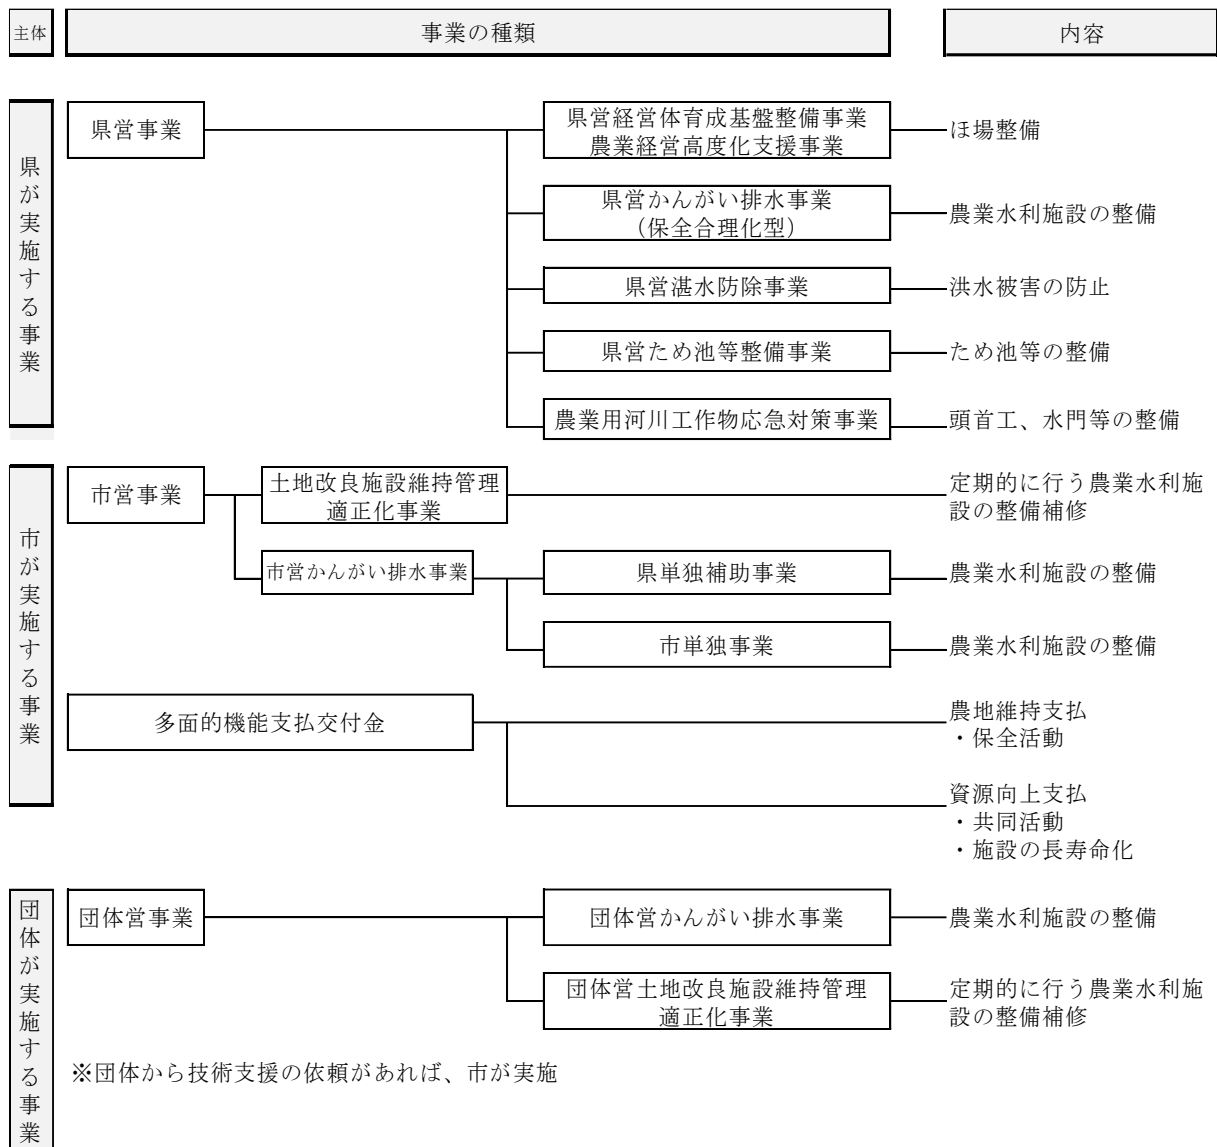 主体
事業の種類
内容
県が実施する事業
県営事業
県営経営体育成基盤整備事業
農業経営高度化支援事業
ほ場整備
県営かんがい排水事業
（保全合理化型）
農業水利施設の整備
県営湛水防除事業
洪水被害の防止
県営ため池等整備事業
ため池等の整備
農業用河川工作物応急対策事業
頭首工、水門等の整備
市が実施する事業
市営事業
土地改良施設維持管理
適正化事業
定期的に行う農業水利施
設の整備補修
市営かんがい排水事業
県単独補助事業
農業水利施設の整備
市単独事業
農業水利施設の整備
多面的機能支払交付金
農地維持支払
・保全活動
資源向上支払
・共同活動
・施設の長寿命化
団体が実施する事業
団体営事業
団体営かんがい排水事業
農業水利施設の整備
団体営土地改良施設維持管理
適正化事業
定期的に行う農業水利施
設の整備補修
※団体から技術支援の依頼があれば、市が実施